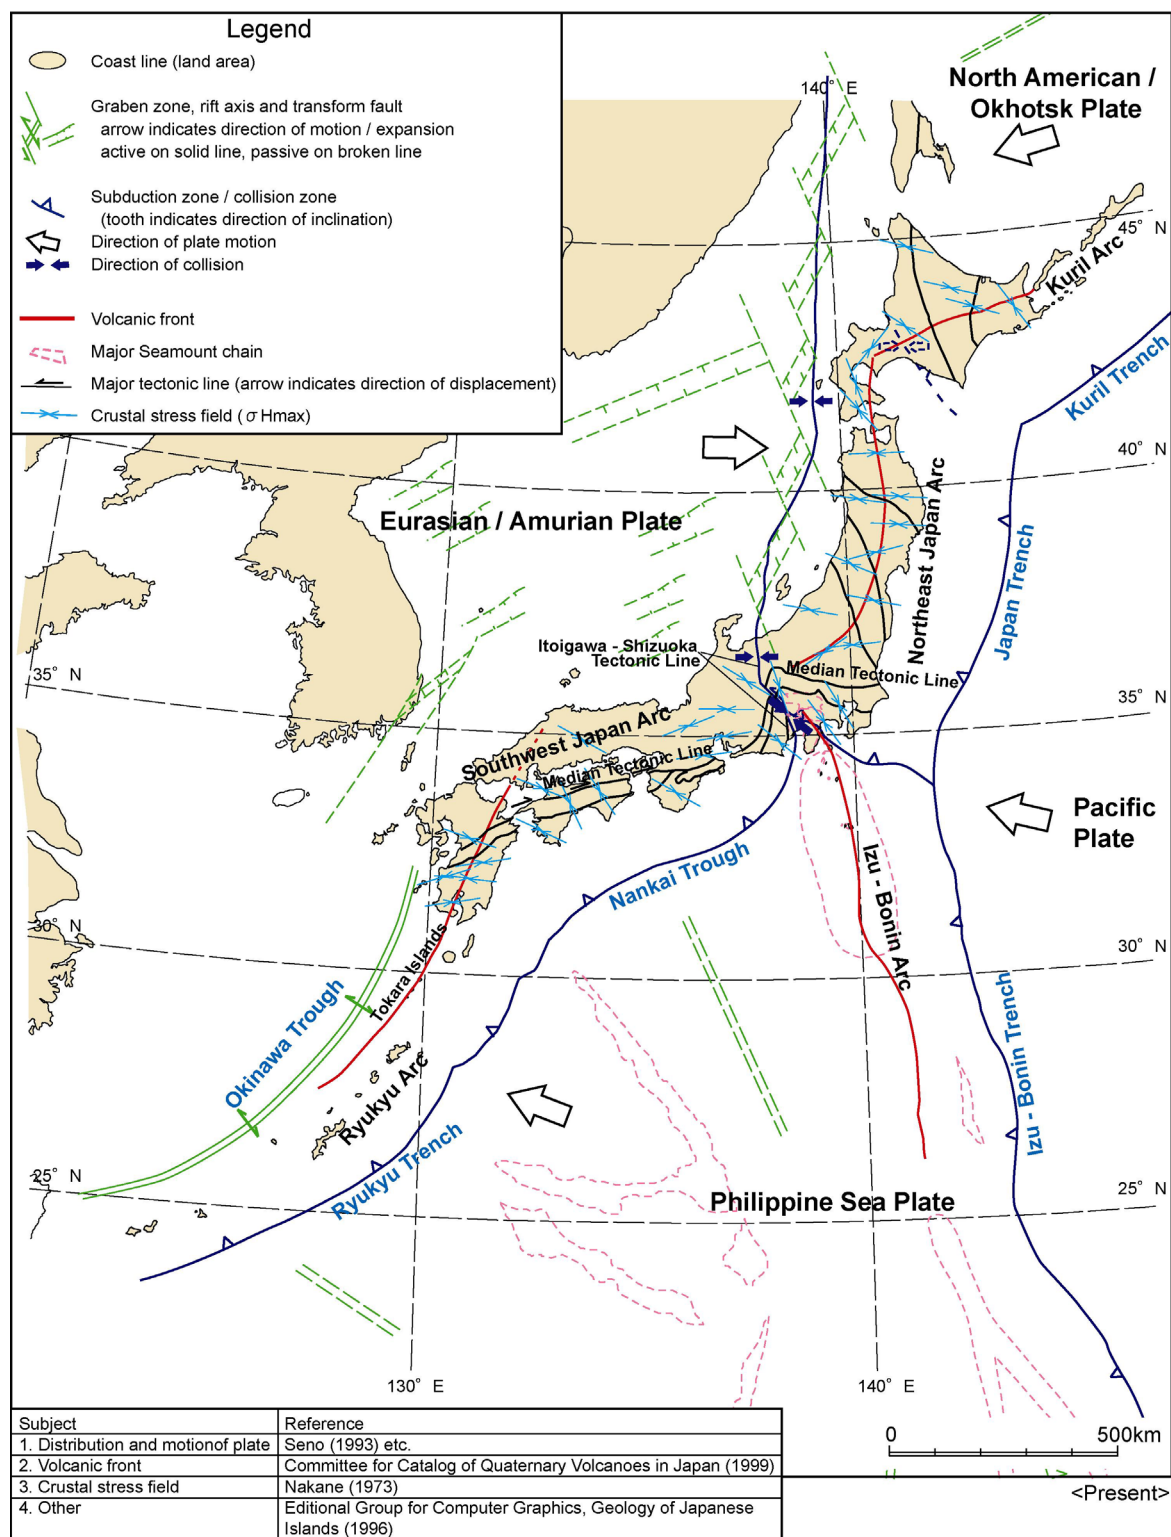 Legend
Coast line (land area)
Graben zone, rift axis and transform fault
arrow indicates direction of motion / expansion
active on solid line, passive on broken line
Subduction zone / collision zone
(tooth indicates direction of inclination)
Direction of plate motion
Direction of collision
Volcanic front
Major Seamount chain
Major tectonic line (arrow indicates direction of displacement)
Crustal stress field (σHmax)
140° E
North American /
Okhotsk Plate
45° N
Kuril Arc
Kuril Trench
40° N
Eurasian / Amurian Plate
Northeast Japan Arc
Japan Trench
Itoigawa - Shizuoka
Tectonic Line
Median Tectonic Line
35° N
35° N
Southwest Japan Arc
Median Tectonic Line
Pacific
Plate
Nankai Trough
Izu - Bonin Arc
30° N
30° N
Tokara Islands
Okinawa Trough
Ryukyu Arc
Izu - Bonin Trench
Ryukyu Trench
25° N
25° N
Philippine Sea Plate
130° E
140° E
0 500km
<Present>
Subject Reference
1. Distribution and motionof plate Seno (1993) etc.
2. Volcanic front Committee for Catalog of Quaternary Volcanoes in Japan (1999)
3. Crustal stress field Nakane (1973)
4. Other Editional Group for Computer Graphics, Geology of Japanese
Islands (1996)